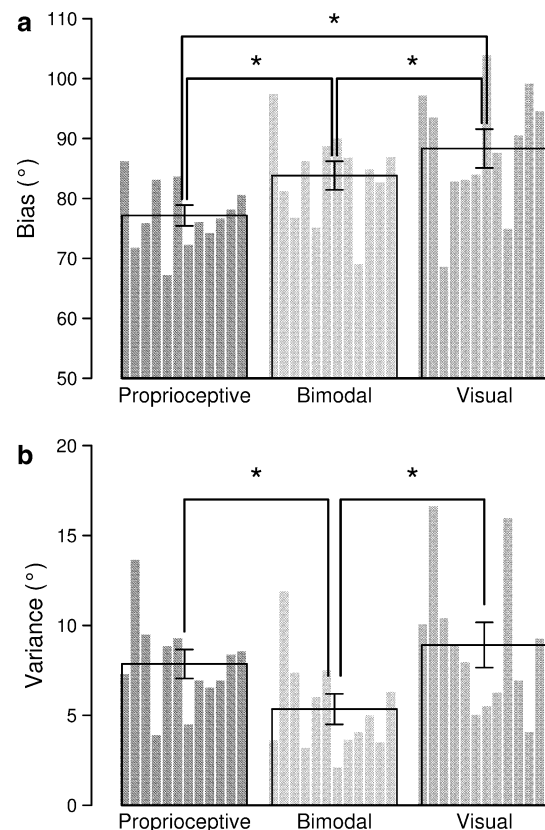 a
Bias (°)
110
100
90
80
70
60
50
*
*
*
Proprioceptive
Bimodal
Visual
b
Variance (°)
20
15
10
5
0
*
*
Proprioceptive
Bimodal
Visual